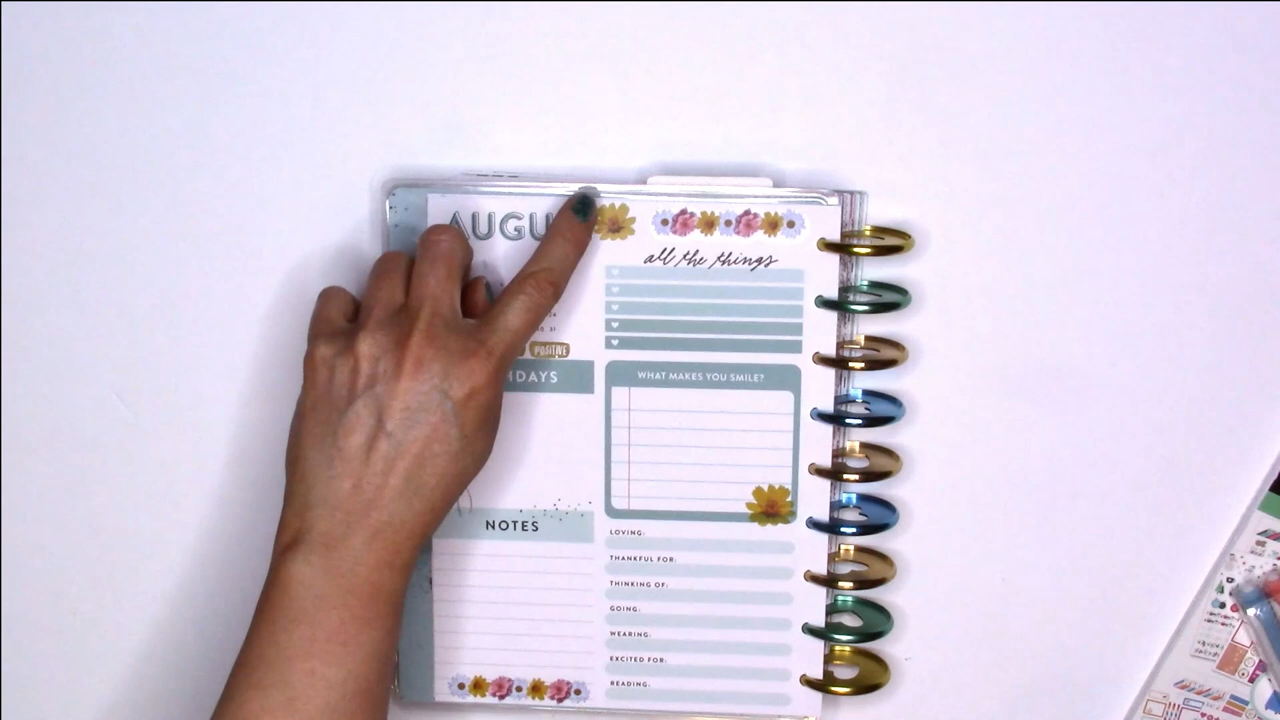 AUGU
all the things
POSITIVE
HDAYS
WHAT MAKES YOU SMILE?
NOTES
LOVING:
THANKFUL FOR:
THINKING OF:
GOING:
WEARING:
EXCITED FOR:
READING: